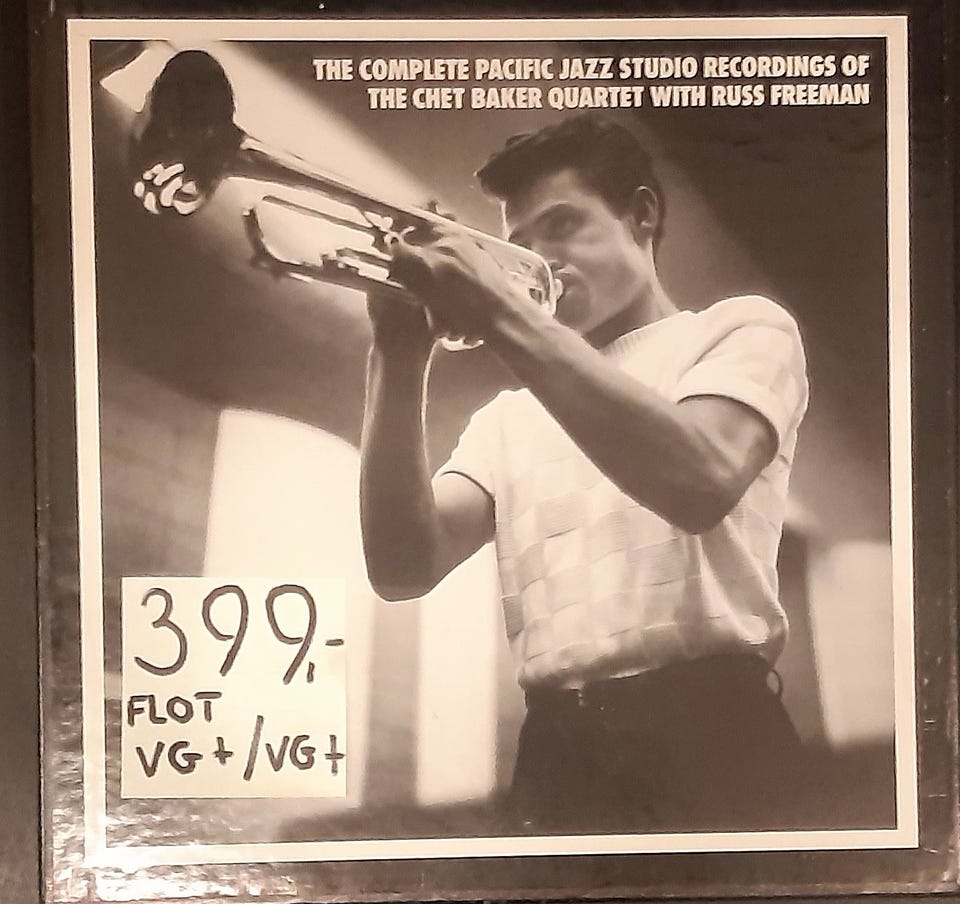 THE COMPLETE PACIFIC JAZZ STUDIO RECORDINGS OF
THE CHET BAKER QUARTET WITH RUSS FREEMAN
399,-
FLOT
VG+/VG+